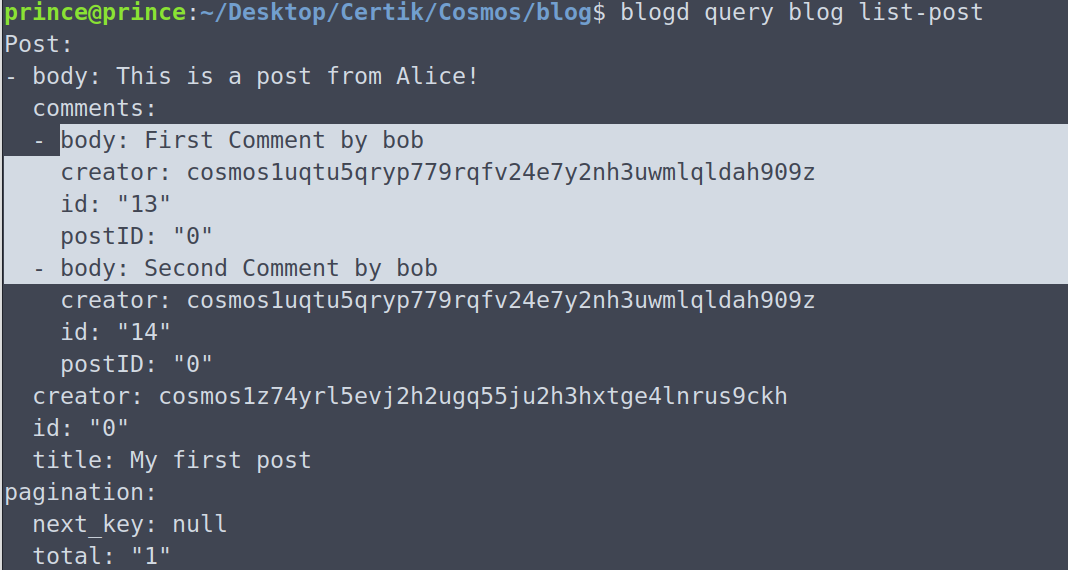 prince@prince:~/Desktop/Certik/Cosmos/blog$ blogd query blog list-post
Post:
- body: This is a post from Alice!
  comments:
  - body: First Comment by bob
    creator: cosmos1uqtu5qryp779rqfv24e7y2nh3uwmlqldah909z
    id: "13"
    postID: "0"
  - body: Second Comment by bob
    creator: cosmos1uqtu5qryp779rqfv24e7y2nh3uwmlqldah909z
    id: "14"
    postID: "0"
  creator: cosmos1z74yrl5evj2h2ugq55ju2h3hxtge4lnrus9ckh
  id: "0"
  title: My first post
pagination:
  next_key: null
  total: "1"